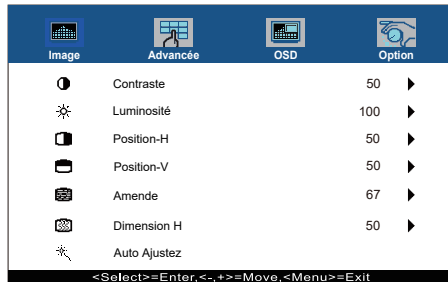 Image Advancée OSD Option
Contraste 50
Luminosité 100
Position-H 50
Position-V 50
Amende 67
Dimension H 50
Auto Ajustez
<Select>=Enter,<-,+>=Move,<Menu>=Exit